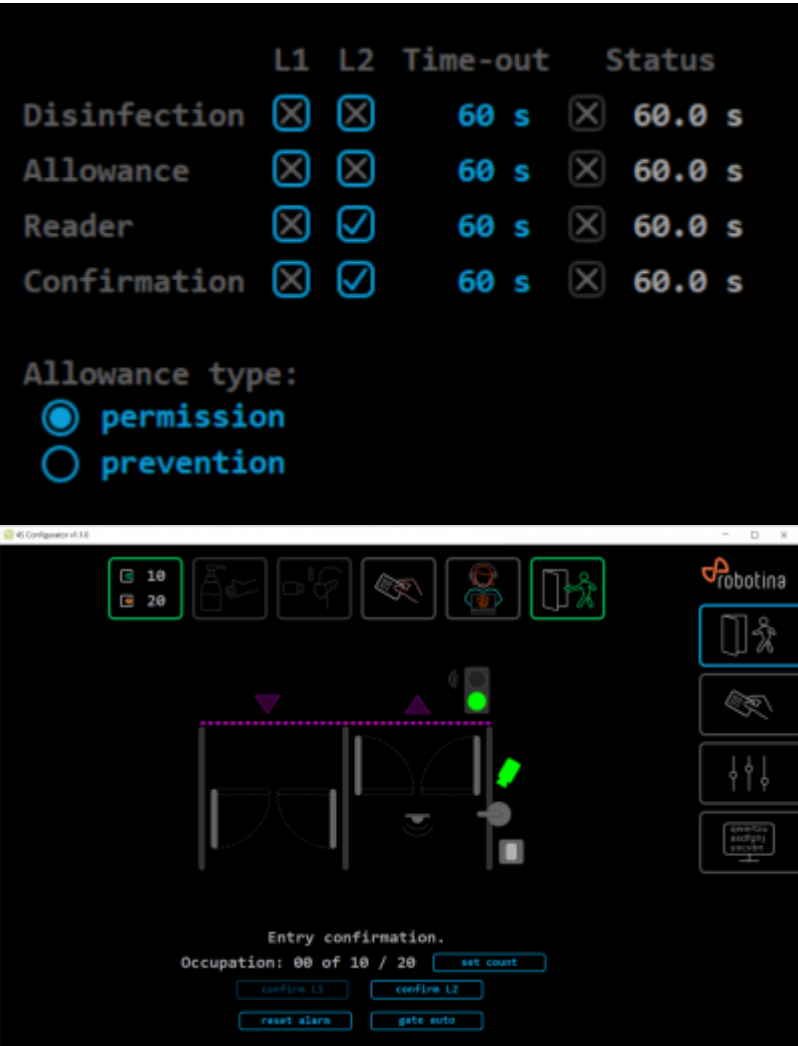 L1 L2 Time-out Status
Disinfection 60 s 60.0 s
Allowance 60 s 60.0 s
Reader 60 s 60.0 s
Confirmation 60 s 60.0 s
Allowance type:
permission
prevention
4S Configurator v1.3.0
10
20
robotina
Entry confirmation.
Occupation: 00 of 10 / 20 set count
confirm L1 confirm L2
reset alarm gate auto